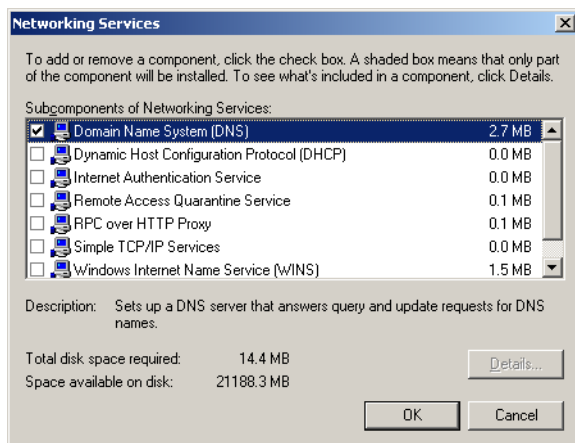 Networking Services
To add or remove a component, click the check box. A shaded box means that only part
of the component will be installed. To see what's included in a component, click Details.
Subcomponents of Networking Services:
Domain Name System (DNS) 2.7 MB
Dynamic Host Configuration Protocol (DHCP) 0.0 MB
Internet Authentication Service 0.0 MB
Remote Access Quarantine Service 0.1 MB
RPC over HTTP Proxy 0.1 MB
Simple TCP/IP Services 0.0 MB
Windows Internet Name Service (WINS) 1.5 MB
Description: Sets up a DNS server that answers query and update requests for DNS
names.
Total disk space required: 14.4 MB
Space available on disk: 21188.3 MB
Details...
OK Cancel